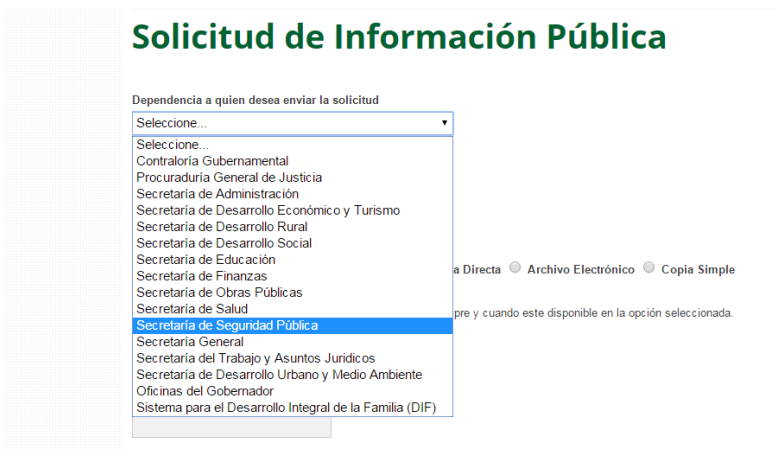 Solicitud de Información Pública
Dependencia a quien desea enviar la solicitud
Seleccione...
Seleccione...
Contraloría Gubernamental
Procuraduría General de Justicia
Secretaría de Administración
Secretaría de Desarrollo Económico y Turismo
Secretaría de Desarrollo Rural
Secretaría de Desarrollo Social
Secretaría de Educación
Secretaría de Finanzas
Secretaría de Obras Públicas
Secretaría de Salud
Secretaría de Seguridad Pública
Secretaría General
Secretaría del Trabajo y Asuntos Juridicos
Secretaría de Desarrollo Urbano y Medio Ambiente
Oficinas del Gobernador
Sistema para el Desarrollo Integral de la Familia (DIF)
a Directa Archivo Electrónico Copia Simple
pre y cuando este disponible en la opción seleccionada.